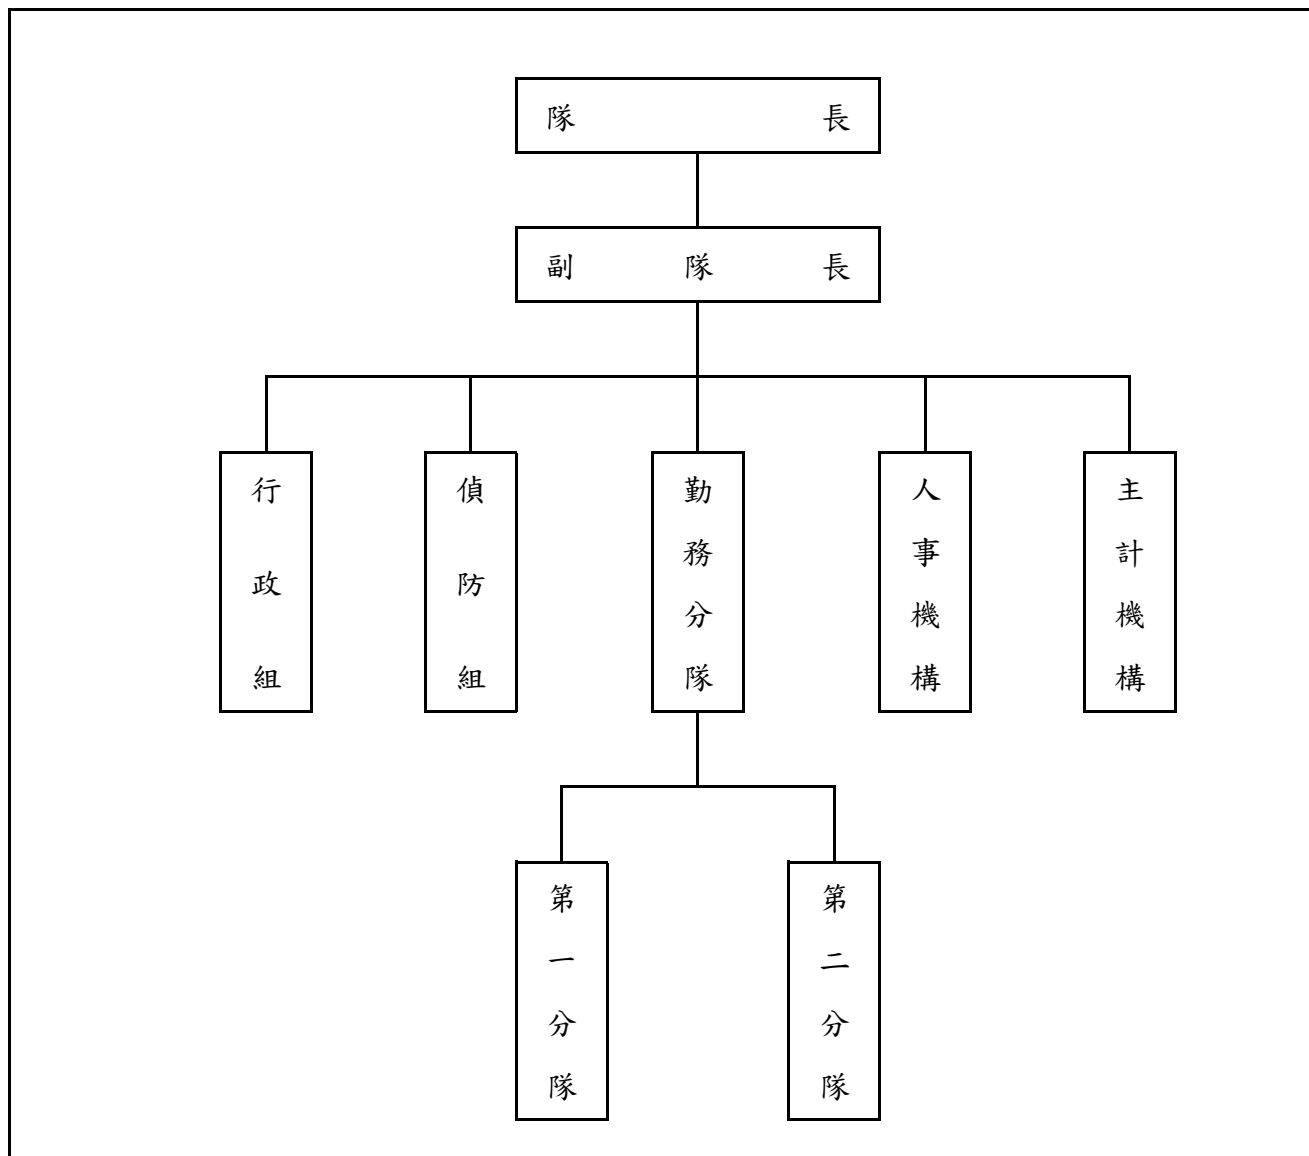 隊長
副隊長
行政組
偵防組
勤務分隊
人事機構
主計機構
第一分隊
第二分隊